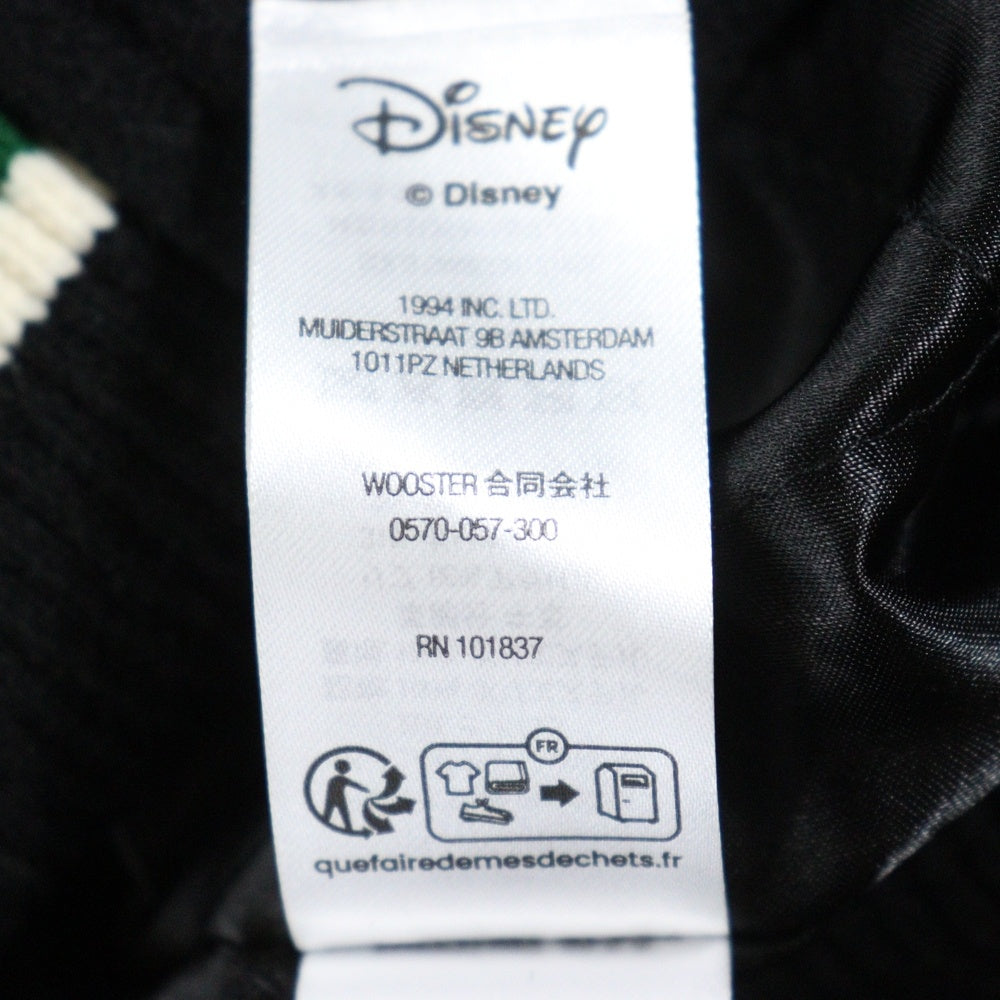 Disney
© Disney
1994 INC. LTD.
MUIDERSTRAAT 9B AMSTERDAM
1011PZ NETHERLANDS
WOOSTER 合同会社
0570-057-300
RN 101837
FR
quefairedemesdechets.fr